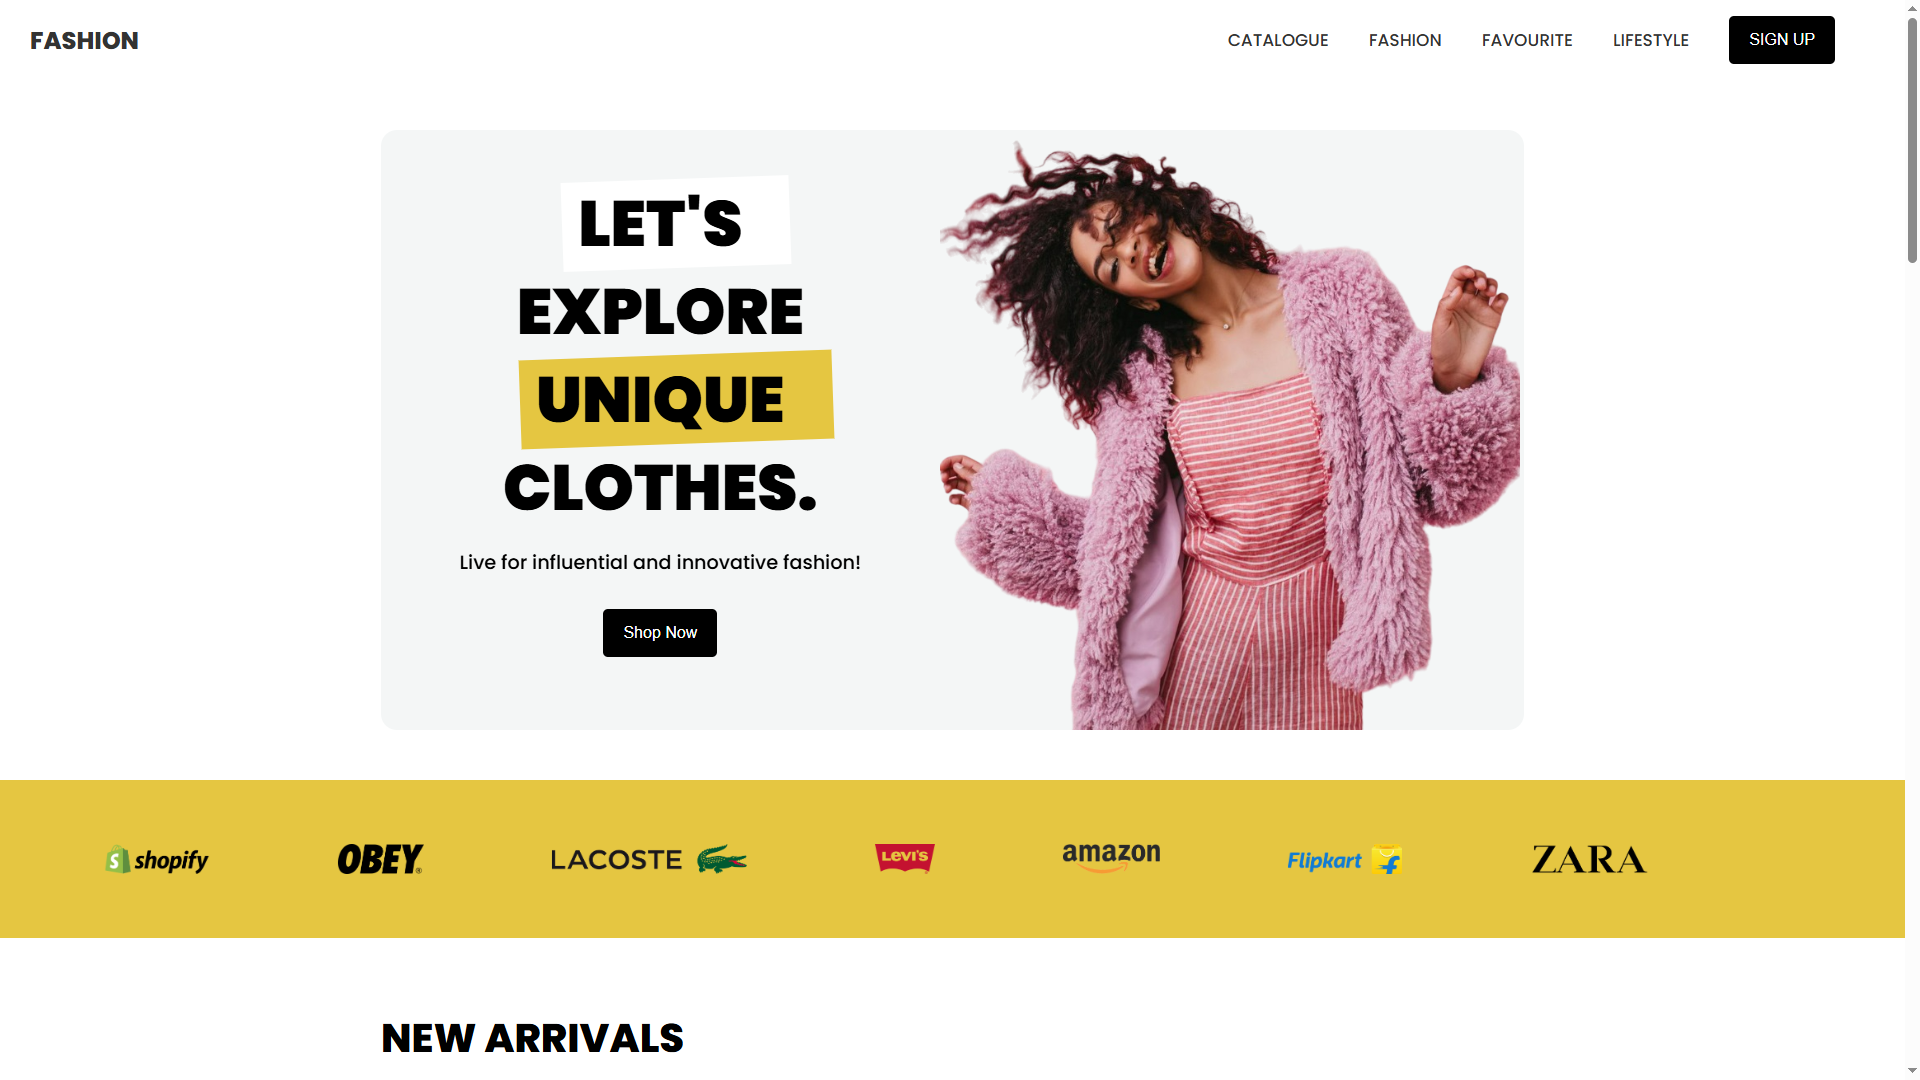 FASHION
CATALOGUE FASHION FAVOURITE LIFESTYLE SIGN UP
LET'S
EXPLORE
UNIQUE
CLOTHES.
Live for influential and innovative fashion!
Shop Now
shopify OBEY® LACOSTE Levi's amazon Flipkart ZARA
NEW ARRIVALS